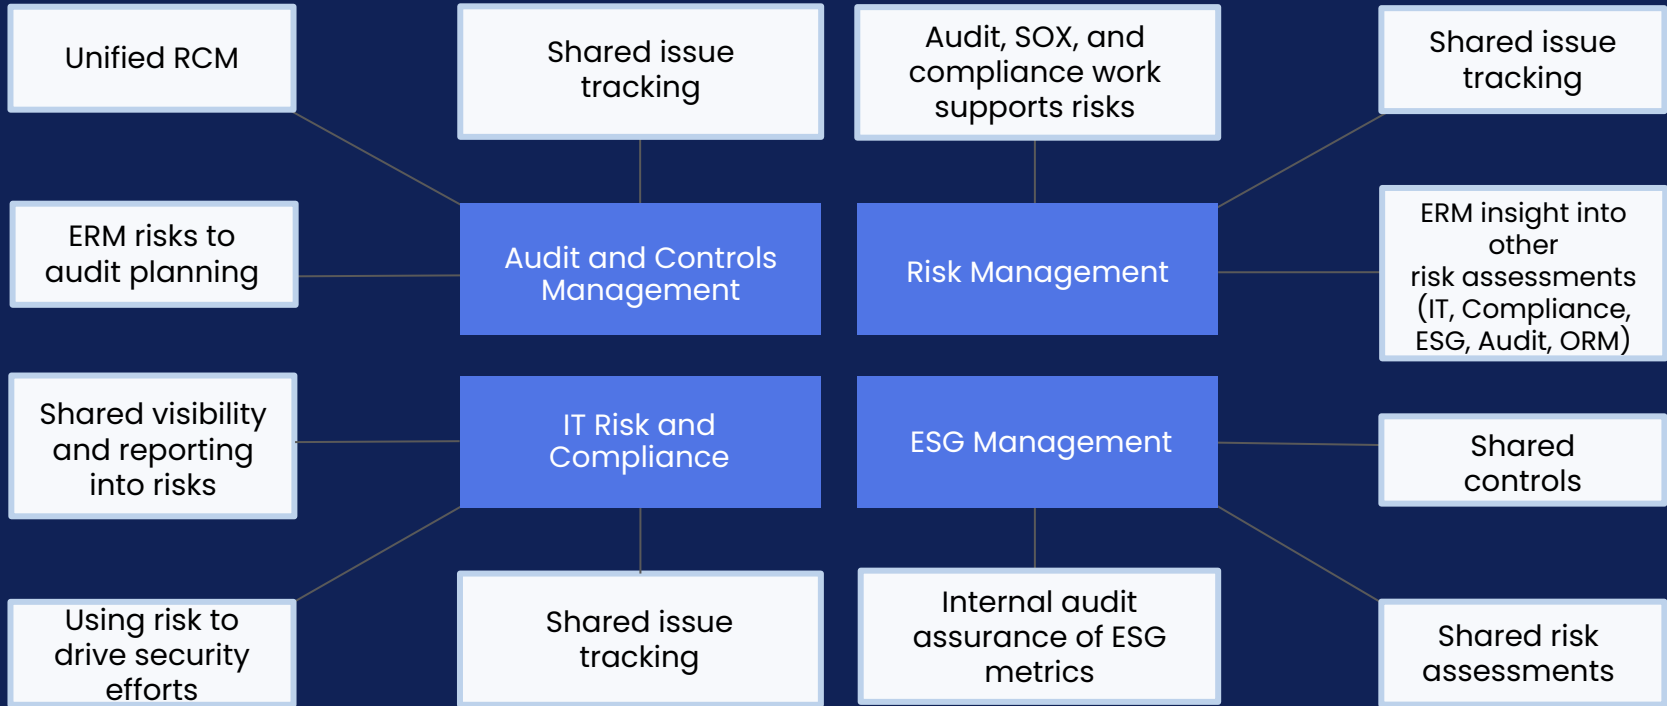 Unified RCM
Shared issue
tracking
Audit, SOX, and
compliance work
supports risks
Shared issue
tracking
ERM risks to
audit planning
Audit and Controls
Management
Risk Management
ERM insight into
other
risk assessments
(IT, Compliance,
ESG, Audit, ORM)
Shared visibility
and reporting
into risks
IT Risk and
Compliance
ESG Management
Shared
controls
Using risk to
drive security
efforts
Shared issue
tracking
Internal audit
assurance of ESG
metrics
Shared risk
assessments